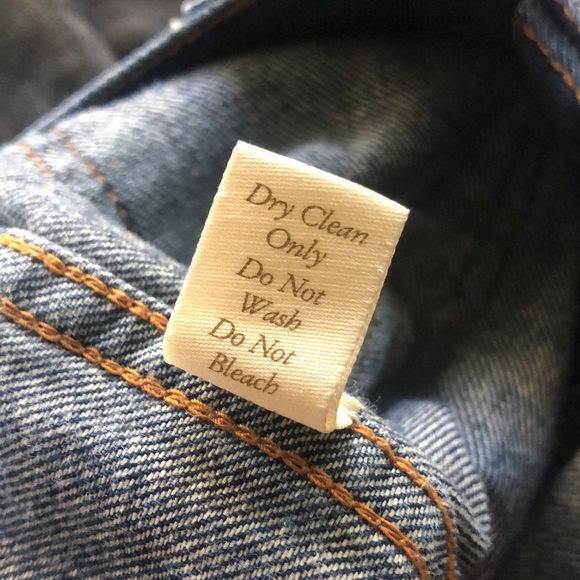 Dry Clean
Only
Do Not
Wash
Do Not
Bleach